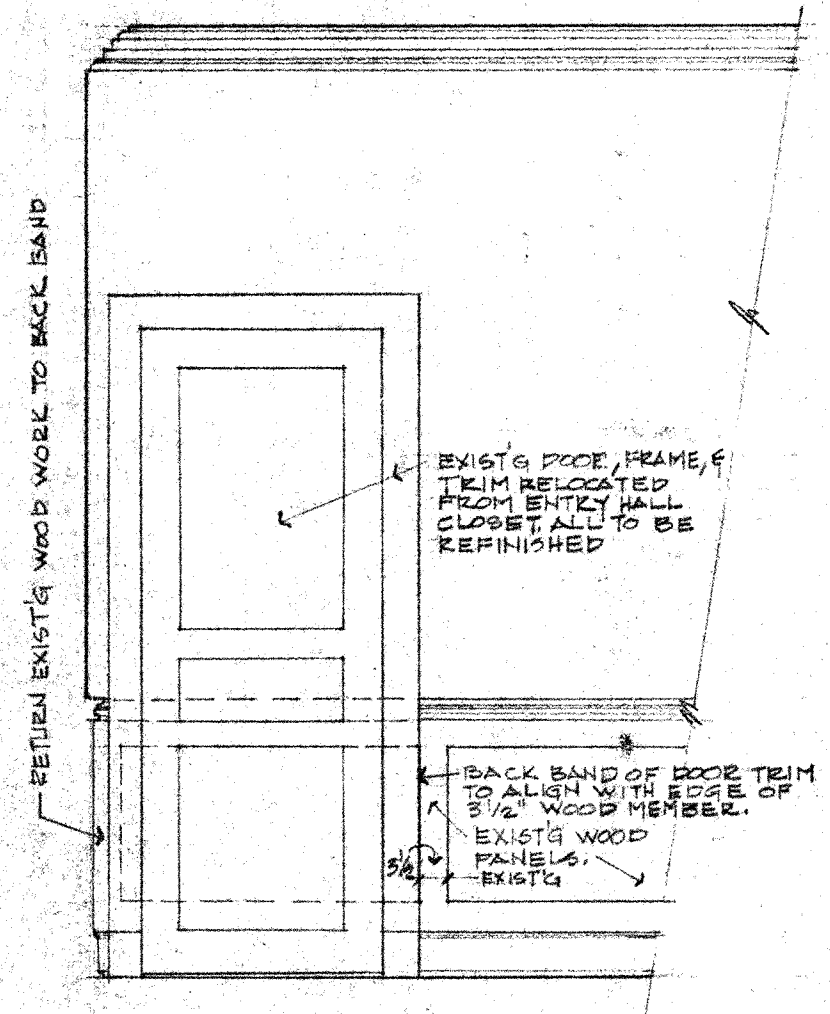 RETURN EXIST'G WOOD WORK TO BACK BAND
EXIST'G DOOR, FRAME, &
TRIM RELOCATED
FROM ENTRY HALL
CLOSET. ALL TO BE
REFINISHED
BACK BAND OF DOOR TRIM
TO ALIGN WITH EDGE OF
3 1/2" WOOD MEMBER.
EXIST'G WOOD
PANELS.
3 1/2
EXIST'G